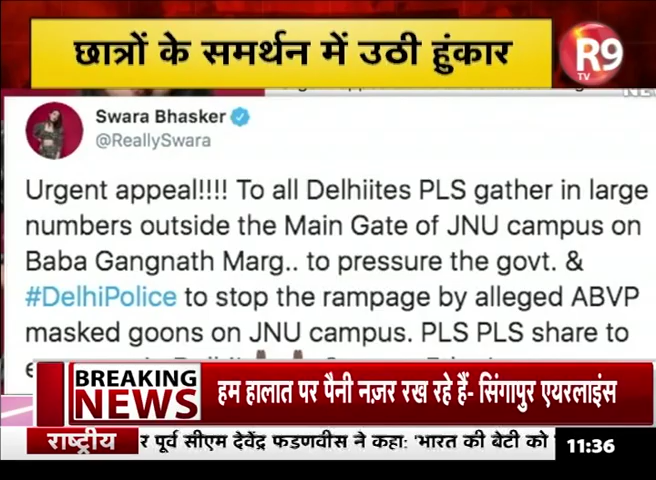 छात्रों के समर्थन में उठी हुंकार
R9
TV
Swara Bhasker
@ReallySwara
Urgent appeal!!!! To all Delhiites PLS gather in large
numbers outside the Main Gate of JNU campus on
Baba Gangnath Marg.. to pressure the govt. &
#DelhiPolice to stop the rampage by alleged ABVP
masked goons on JNU campus. PLS PLS share to
BREAKING
NEWS
हम हालात पर पैनी नज़र रख रहे हैं- सिंगापुर एयरलाइंस
राष्ट्रीय
र पूर्व सीएम देवेंद्र फडणवीस ने कहा: 'भारत की बेटी को
11:36